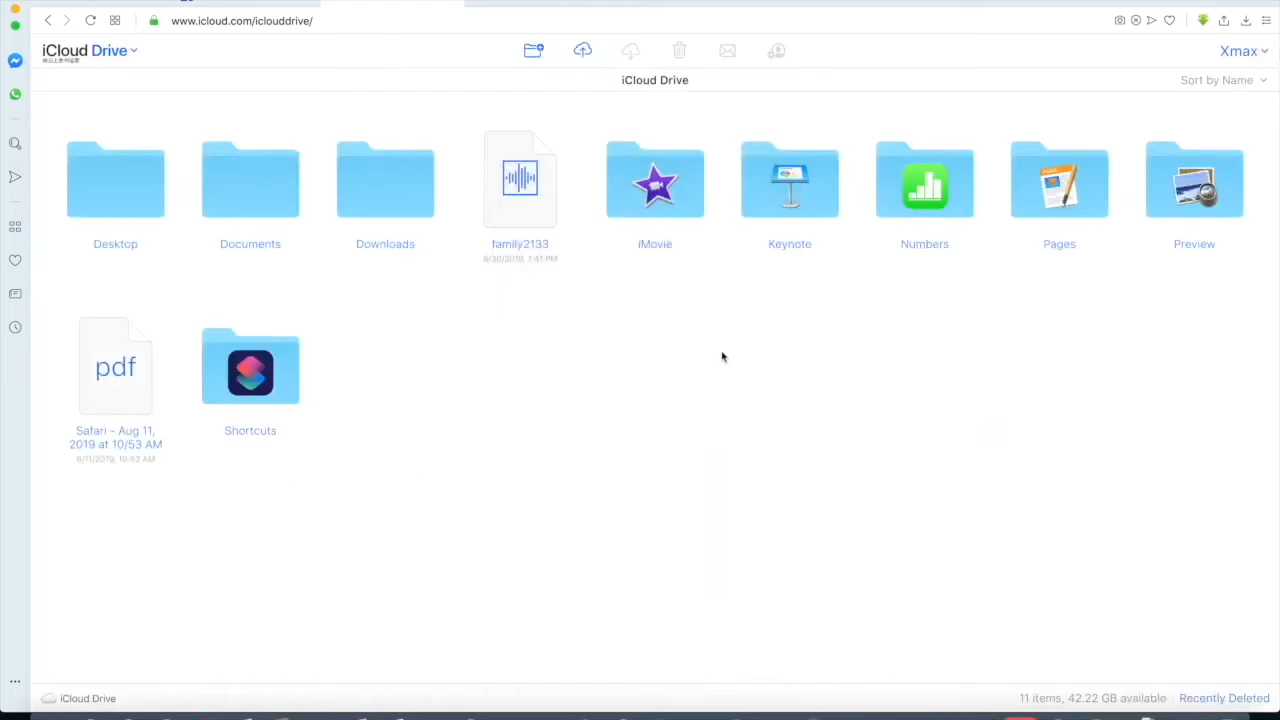 www.icloud.com/iclouddrive/
iCloud Drive
Xmax
iCloud Drive
Sort by Name
Desktop
Documents
Downloads
family2133
6/30/2019, 1:41 PM
iMovie
Keynote
Numbers
Pages
Preview
pdf
Safari - Aug 11,
2019 at 10/53 AM
8/11/2019, 10:53 AM
Shortcuts
iCloud Drive
11 items, 42.22 GB available
Recently Deleted